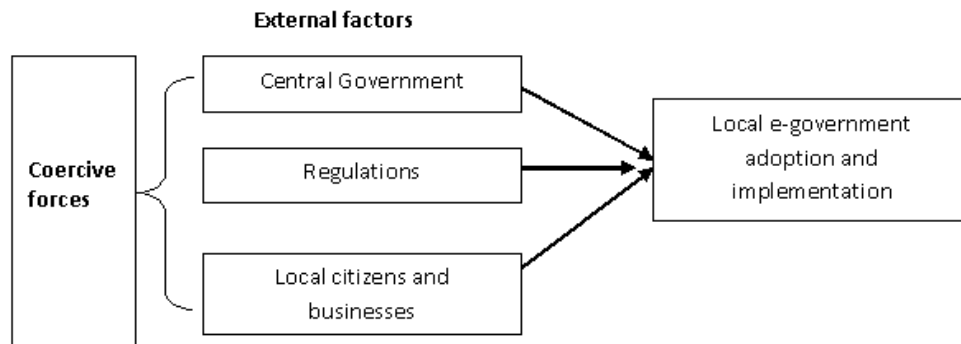 External factors
Central Government
Coercive
forces
Regulations
Local citizens and
businesses
Local e-government
adoption and
implementation